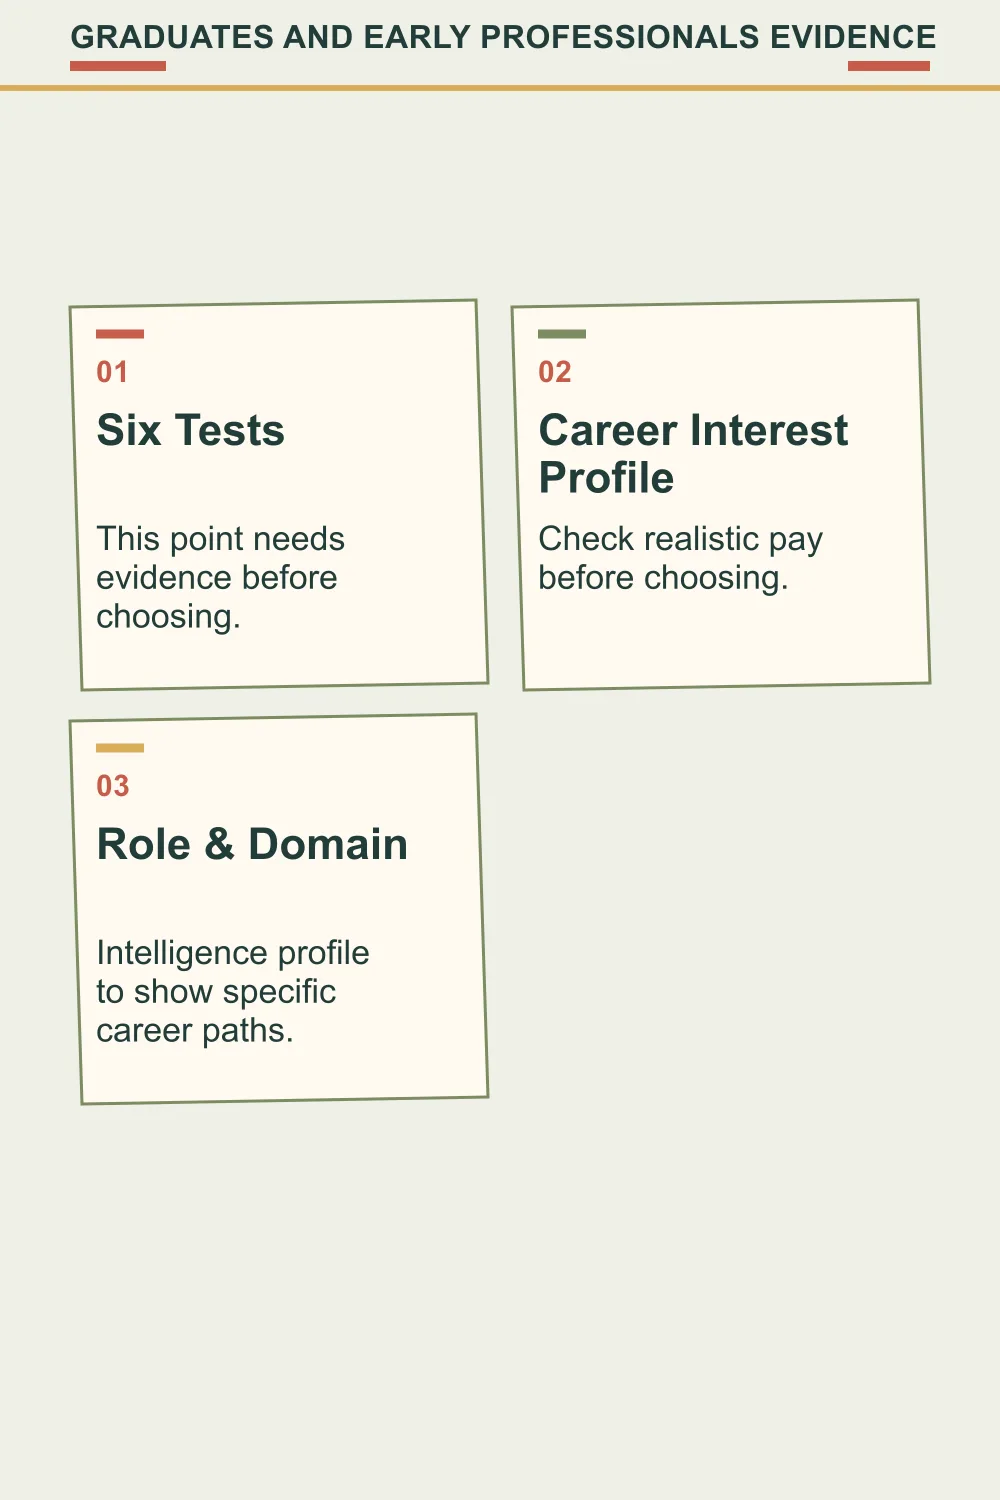 GRADUATES AND EARLY PROFESSIONALS EVIDENCE
01
Six Tests
This point needs
evidence before
choosing.
02
Career Interest
Profile
Check realistic pay
before choosing.
03
Role & Domain
Intelligence profile
to show specific
career paths.